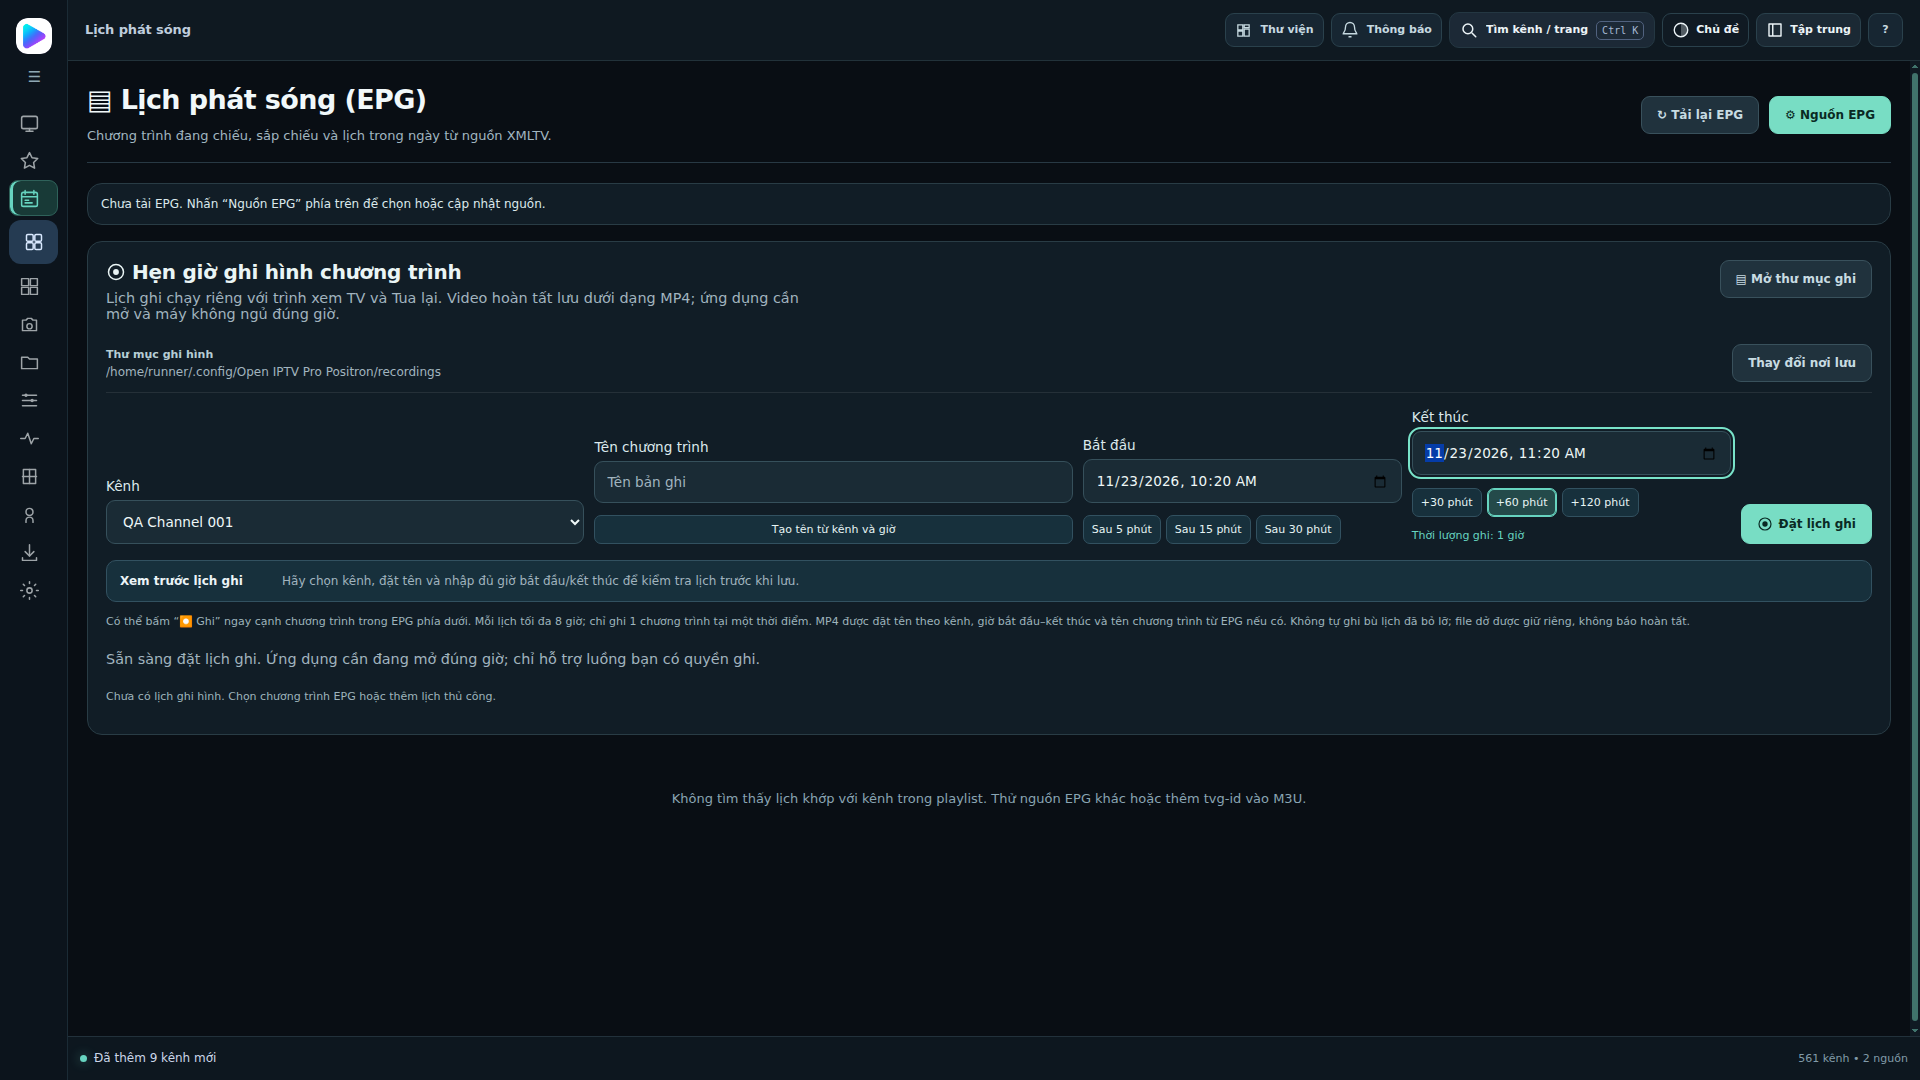 Lịch phát sóng
Thư viện
Thông báo
Tìm kênh / trang
Ctrl K
Chủ đề
Tập trung
?
Lịch phát sóng (EPG)
Chương trình đang chiếu, sắp chiếu và lịch trong ngày từ nguồn XMLTV.
↻ Tải lại EPG
⚙ Nguồn EPG
Chưa tải EPG. Nhấn “Nguồn EPG” phía trên để chọn hoặc cập nhật nguồn.
Hẹn giờ ghi hình chương trình
Lịch ghi chạy riêng với trình xem TV và Tua lại. Video hoàn tất lưu dưới dạng MP4; ứng dụng cần
mở và máy không ngủ đúng giờ.
Mở thư mục ghi
Thư mục ghi hình
/home/runner/.config/Open IPTV Pro Positron/recordings
Thay đổi nơi lưu
Kênh
QA Channel 001
Tên chương trình
Tên bản ghi
Tạo tên từ kênh và giờ
Bắt đầu
11/23/2026, 10:20 AM
Sau 5 phút
Sau 15 phút
Sau 30 phút
Kết thúc
11/23/2026, 11:20 AM
+30 phút
+60 phút
+120 phút
Thời lượng ghi: 1 giờ
Đặt lịch ghi
Xem trước lịch ghi
Hãy chọn kênh, đặt tên và nhập đủ giờ bắt đầu/kết thúc để kiểm tra lịch trước khi lưu.
Có thể bấm “⏺ Ghi” ngay cạnh chương trình trong EPG phía dưới. Mỗi lịch tối đa 8 giờ; chỉ ghi 1 chương trình tại một thời điểm. MP4 được đặt tên theo kênh, giờ bắt đầu–kết thúc và tên chương trình từ EPG nếu có. Không tự ghi bù lịch đã bỏ lỡ; file dở được giữ riêng, không báo hoàn tất.
Sẵn sàng đặt lịch ghi. Ứng dụng cần đang mở đúng giờ; chỉ hỗ trợ luồng bạn có quyền ghi.
Chưa có lịch ghi hình. Chọn chương trình EPG hoặc thêm lịch thủ công.
Không tìm thấy lịch khớp với kênh trong playlist. Thử nguồn EPG khác hoặc thêm tvg-id vào M3U.
Đã thêm 9 kênh mới
561 kênh • 2 nguồn